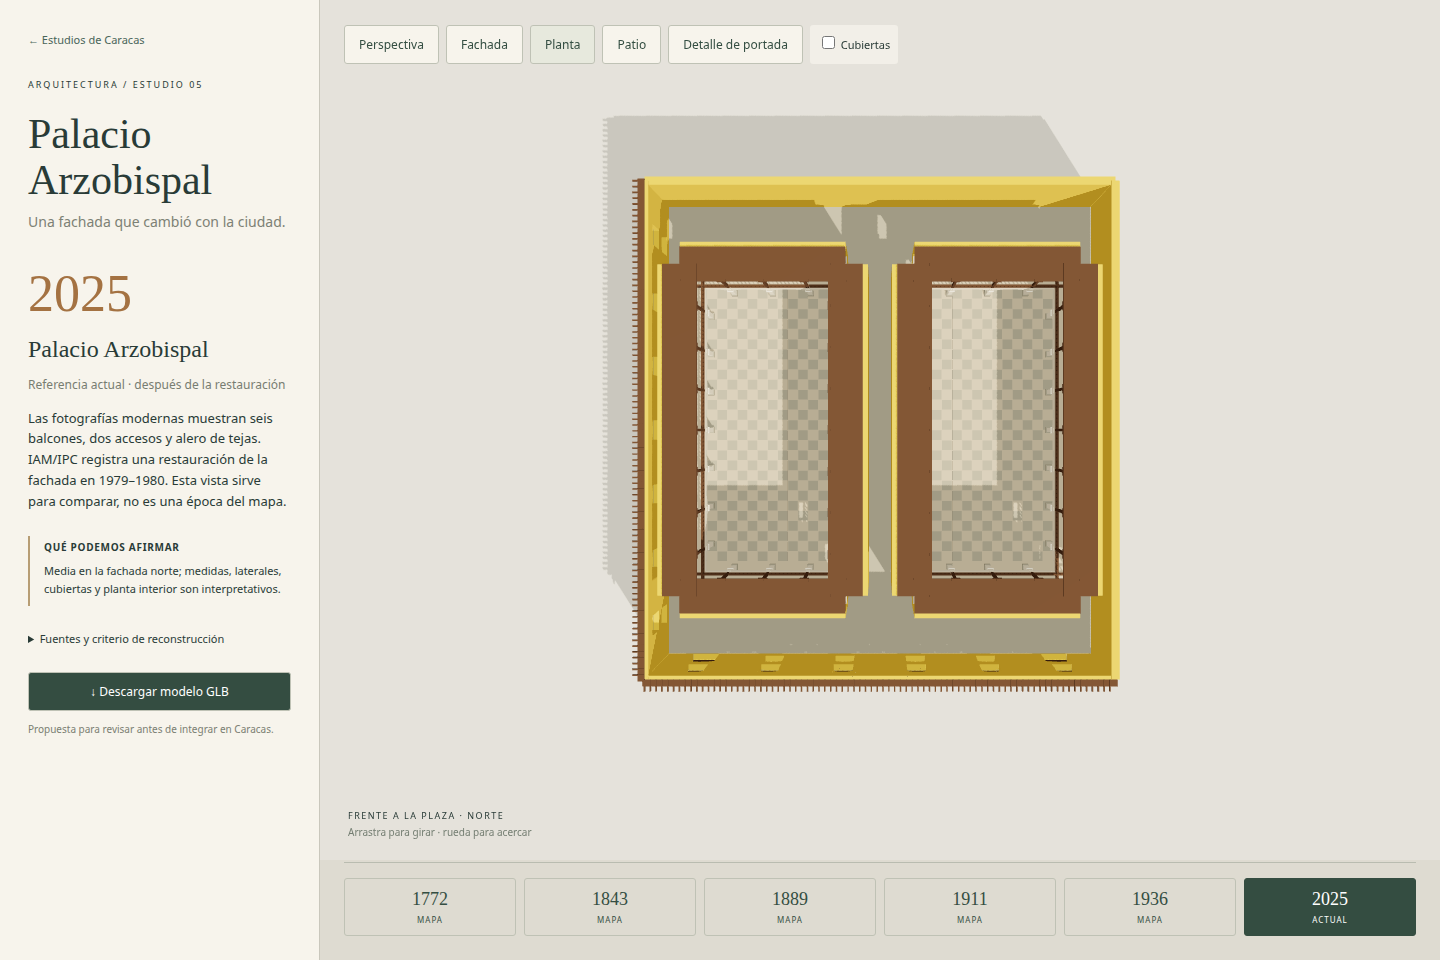 ← Estudios de Caracas
ARQUITECTURA / ESTUDIO 05
Palacio
Arzobispal
Una fachada que cambió con la ciudad.
2025
Palacio Arzobispal
Referencia actual · después de la restauración
Las fotografías modernas muestran seis
balcones, dos accesos y alero de tejas.
IAM/IPC registra una restauración de la
fachada en 1979–1980. Esta vista sirve
para comparar, no es una época del mapa.
QUÉ PODEMOS AFIRMAR
Media en la fachada norte; medidas, laterales,
cubiertas y planta interior son interpretativos.
▶ Fuentes y criterio de reconstrucción
↓ Descargar modelo GLB
Propuesta para revisar antes de integrar en Caracas.
Perspectiva Fachada Planta Patio Detalle de portada Cubiertas
FRENTE A LA PLAZA · NORTE
Arrastra para girar · rueda para acercar
1772 1843 1889 1911 1936 2025
MAPA MAPA MAPA MAPA MAPA ACTUAL